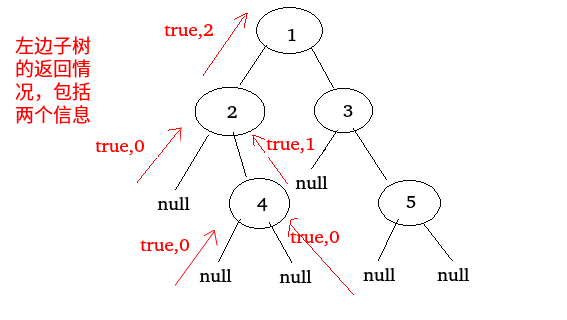 true,2
1
左边子树
的返回情
况，包括
两个信息
2
3
true,0
true,1
null
null
4
5
true,0
true,0
null
null
null
null